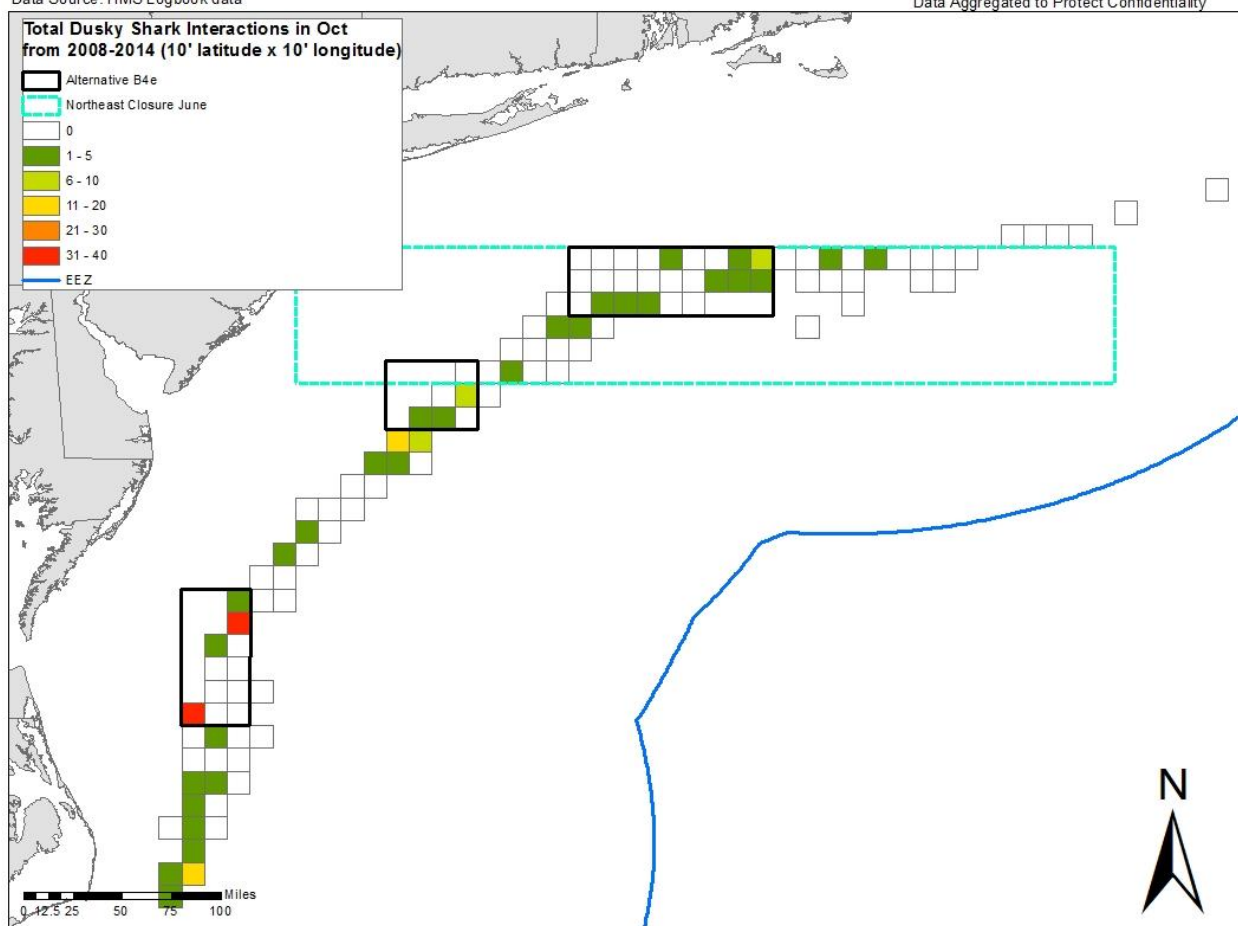 Data Source: HMS Logbook data
Data Aggregated to Protect Confidentiality
Total Dusky Shark Interactions in Oct
from 2008-2014 (10' latitude x 10' longitude)
Alternative B4e
Northeast Closure June
0
1 - 5
6 - 10
11 - 20
21 - 30
31 - 40
EEZ
N
Miles
0 12.5 25 50 75 100